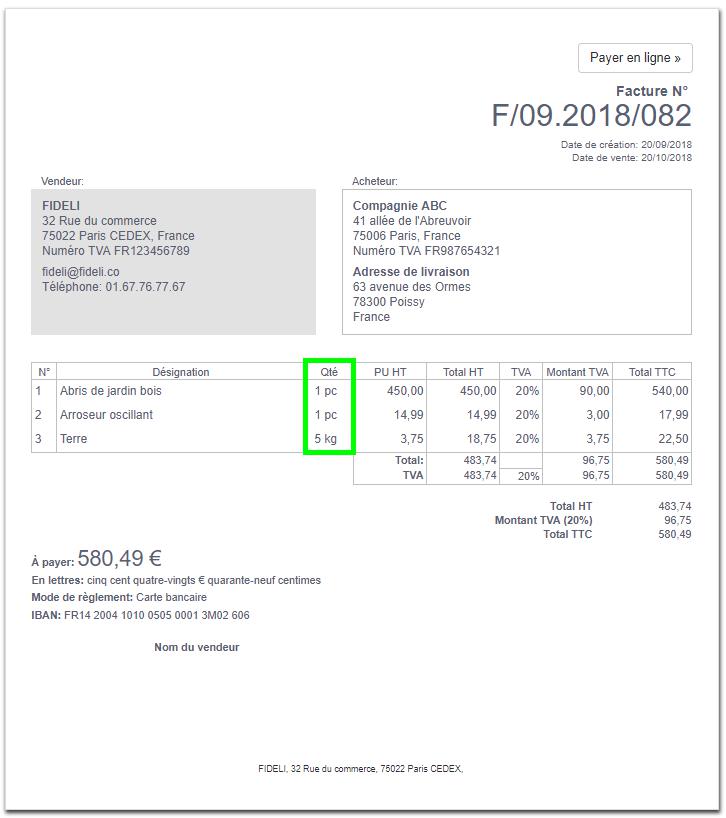 Payer en ligne »
Facture N°
F/09.2018/082
Date de création: 20/09/2018
Date de vente: 20/10/2018
Vendeur:
FIDELI
32 Rue du commerce
75022 Paris CEDEX, France
Numéro TVA FR123456789
fideli@fideli.co
Téléphone: 01.67.76.77.67
Acheteur:
Compagnie ABC
41 allée de l'Abreuvoir
75006 Paris, France
Numéro TVA FR987654321
Adresse de livraison
63 avenue des Ormes
78300 Poissy
France
N° Désignation Qté PU HT Total HT TVA Montant TVA Total TTC
1 Abris de jardin bois 1 pc 450,00 450,00 20% 90,00 540,00
2 Arroseur oscillant 1 pc 14,99 14,99 20% 3,00 17,99
3 Terre 5 kg 3,75 18,75 20% 3,75 22,50
Total: 483,74 96,75 580,49
TVA 483,74 20% 96,75 580,49
Total HT 483,74
Montant TVA (20%) 96,75
Total TTC 580,49
À payer: 580,49 €
En lettres: cinq cent quatre-vingts € quarante-neuf centimes
Mode de règlement: Carte bancaire
IBAN: FR14 2004 1010 0505 0001 3M02 606
Nom du vendeur
FIDELI, 32 Rue du commerce, 75022 Paris CEDEX,